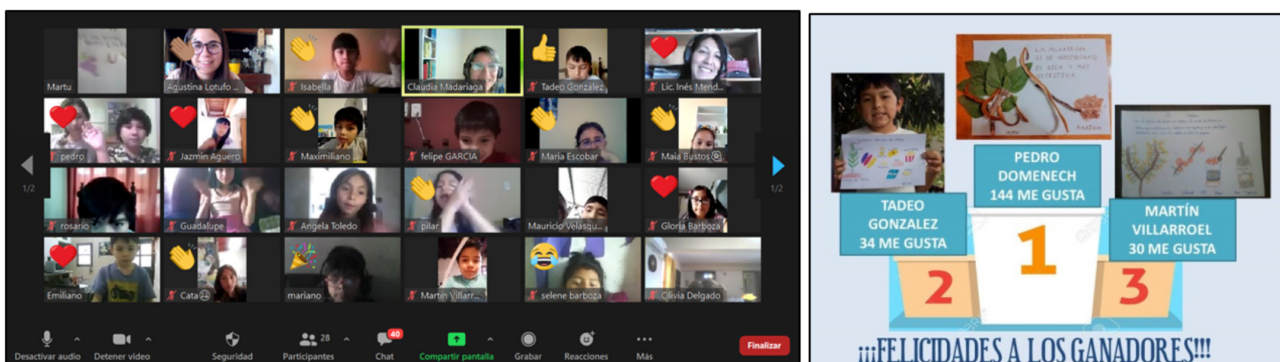 Martu
Agustina Lotufo ...
Isabella
Claudia Madariaga
Tadeo Gonzalez
Lic. Inés Mend...
pedro
Jazmin Aguero
Maximiliano
felipe GARCIA
María Escobar
Maia Bustos
1/2
1/2
rosario
Guadalupe
Angela Toledo
pilar
Mauricio Velasqu...
Gloria Barboza
Emiliano
Cata
mariano
Martín Villarr...
selene barboza
Olivia Delgado
Desactivar audio
Detener video
Seguridad
28
Participantes
40
Chat
Compartir pantalla
Grabar
Reacciones
Más
Finalizar
PEDRO
DOMENECH
144 ME GUSTA
TADEO
GONZALEZ
34 ME GUSTA
MARTÍN
VILLARROEL
30 ME GUSTA
1
2
3
¡¡¡FELICIDADES A LOS GANADORES!!!